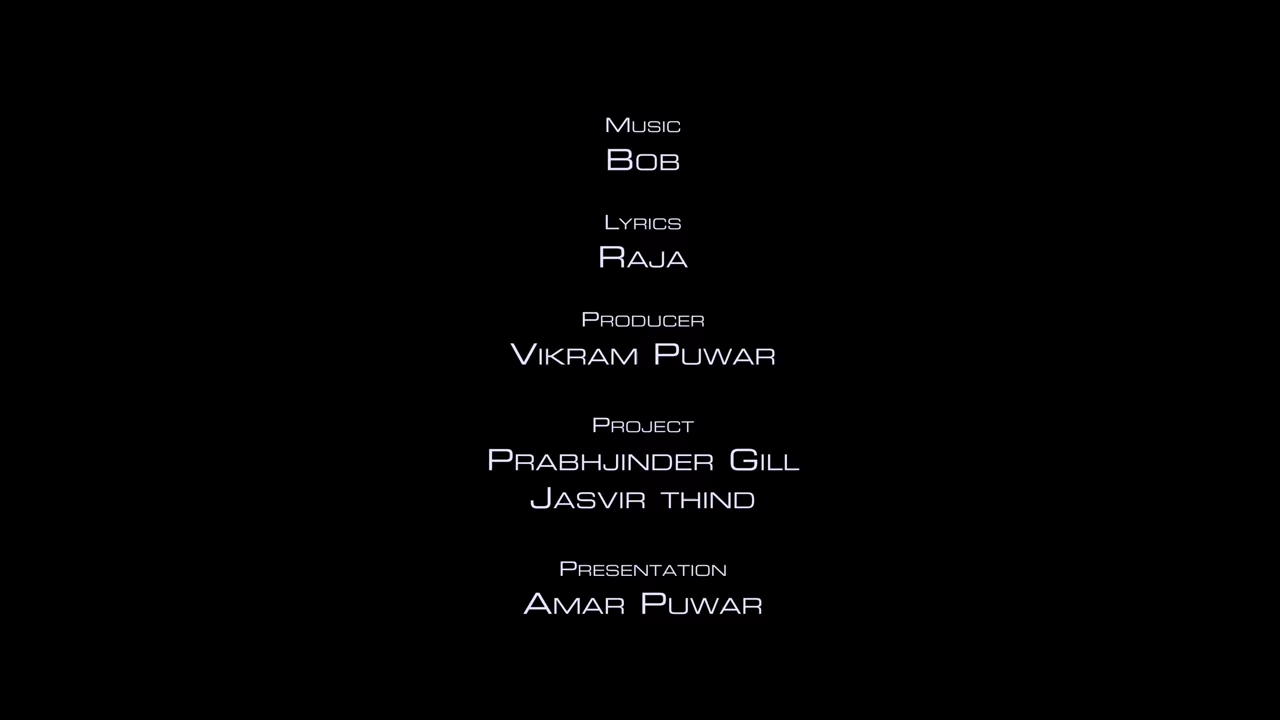 Music
Bob
Lyrics
Raja
Producer
Vikram Puwar
Project
Prabhjinder Gill
Jasvir thind
Presentation
Amar Puwar